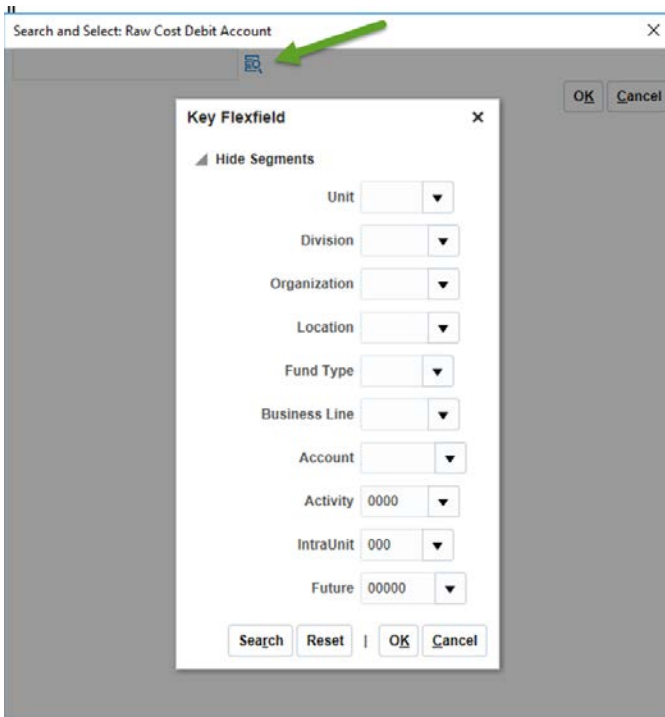 Search and Select: Raw Cost Debit Account
OK Cancel
Key Flexfield
Hide Segments
Unit
Division
Organization
Location
Fund Type
Business Line
Account
Activity 0000
IntraUnit 000
Future 00000
Search Reset | OK Cancel